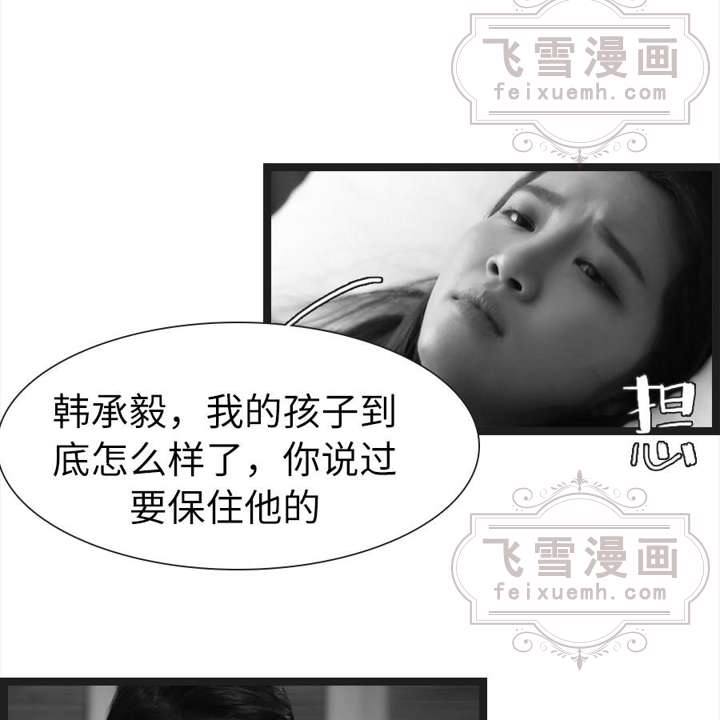 飞雪漫画
feixuemh.com
韩承毅，我的孩子到
底怎么样了，你说过
要保住他的
担
心
飞雪漫画
feixuemh.com